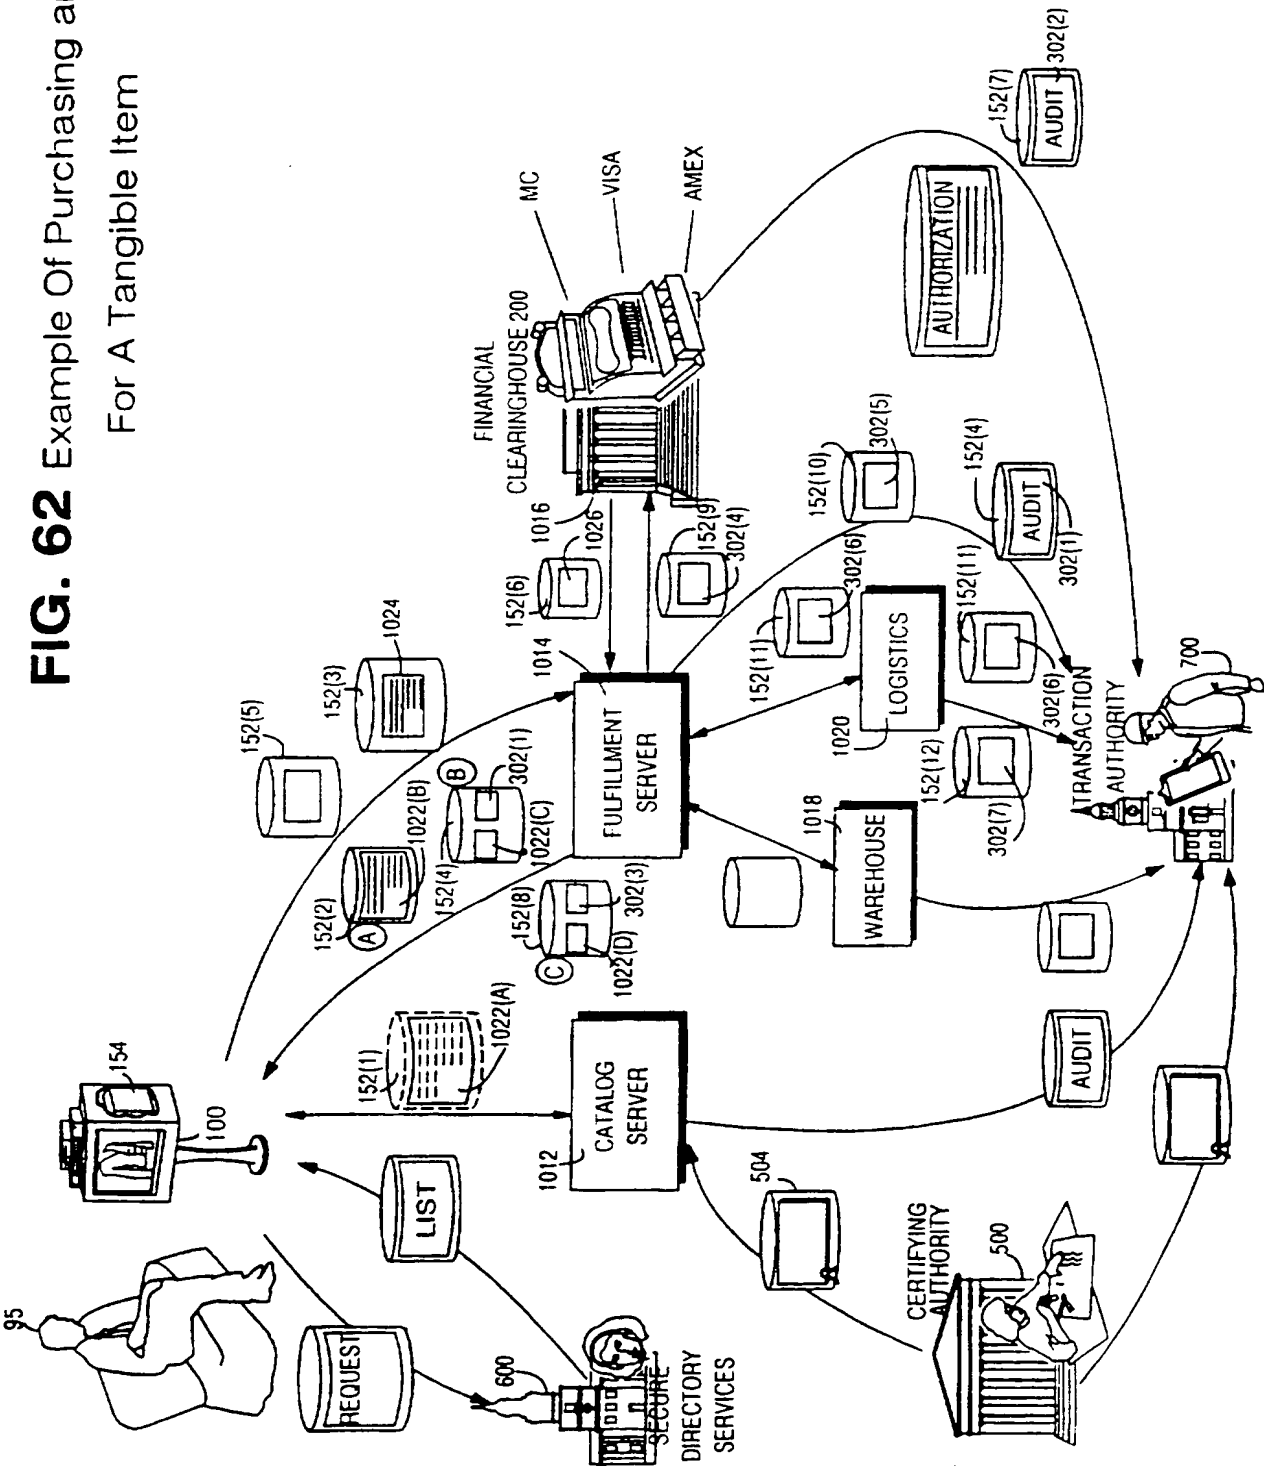 FIG. 62 Example Of Purchasing a
For A Tangible Item
95
154
100
REQUEST
LIST
600
SECURE
DIRECTORY
SERVICES
152(5)
152(3)
1024
152(2)
A
1022(B)
152(4)
B
302(1)
1022(C)
152(8)
C
302(3)
1022(D)
152(1)
1022(A)
1012
CATALOG
SERVER
1014
FULFILLMENT
SERVER
152(6)
1016
1026
152(9)
302(4)
FINANCIAL
CLEARINGHOUSE 200
MC
VISA
AMEX
504
CERTIFYING
AUTHORITY
500
1018
WAREHOUSE
1020
LOGISTICS
152(11)
302(6)
152(10)
302(5)
152(4)
AUDIT
302(1)
152(11)
302(6)
152(12)
302(7)
AUTHORIZATION
152(7)
AUDIT
302(2)
AUDIT
TRANSACTION
AUTHORITY
700